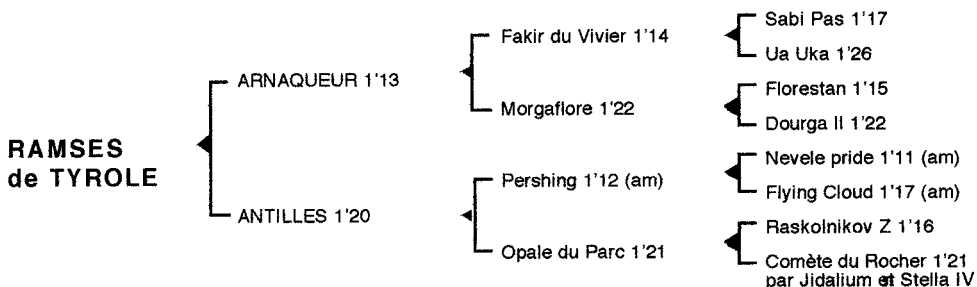 Sabi Pas 1'17
Fakir du Vivier 1'14
Ua Uka 1'26
ARNAQUEUR 1'13
Florestan 1'15
Morgaflore 1'22
Dourga II 1'22
RAMSES
de TYROLE
Nevele pride 1'11 (am)
Pershing 1'12 (am)
Flying Cloud 1'17 (am)
ANTILLES 1'20
Raskolnikov Z 1'16
Opale du Parc 1'21
Comète du Rocher 1'21
par Jidalium et Stella IV